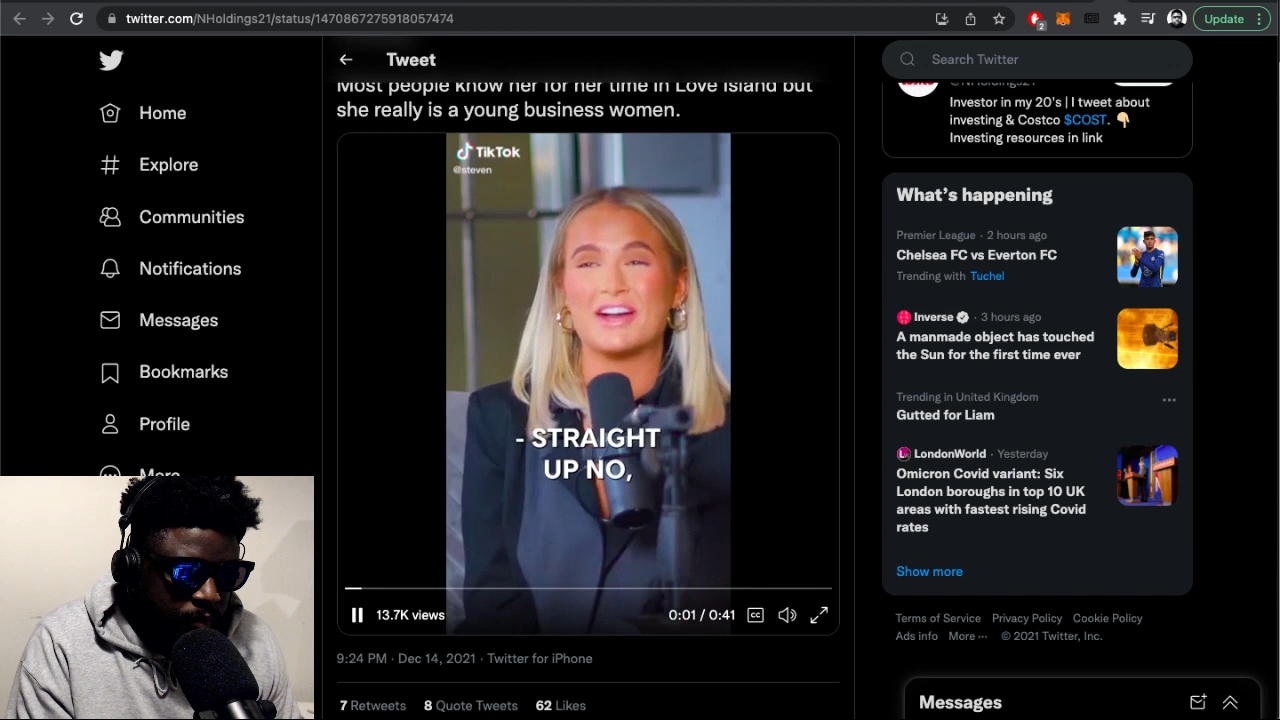 twitter.com/NHoldings21/status/1470867275918057474
2
Update
Home
Explore
Communities
Notifications
Messages
Bookmarks
Profile
More
Tweet
Most people know her for her time in Love Island but
she really is a young business women.
TikTok
@steven
- STRAIGHT
UP NO,
13.7K views
0:01 / 0:41
CC
9:24 PM · Dec 14, 2021 · Twitter for iPhone
7 Retweets 8 Quote Tweets 62 Likes
Search Twitter
@NHoldings21
Investor in my 20's | I tweet about
investing & Costco $COST. 👇🏼
Investing resources in link
What's happening
Premier League · 2 hours ago
Chelsea FC vs Everton FC
Trending with Tuchel
Inverse · 3 hours ago
A manmade object has touched
the Sun for the first time ever
Trending in United Kingdom
Gutted for Liam
LondonWorld · Yesterday
Omicron Covid variant: Six
London boroughs in top 10 UK
areas with fastest rising Covid
rates
Show more
Terms of Service Privacy Policy Cookie Policy
Ads info More ··· © 2021 Twitter, Inc.
Messages